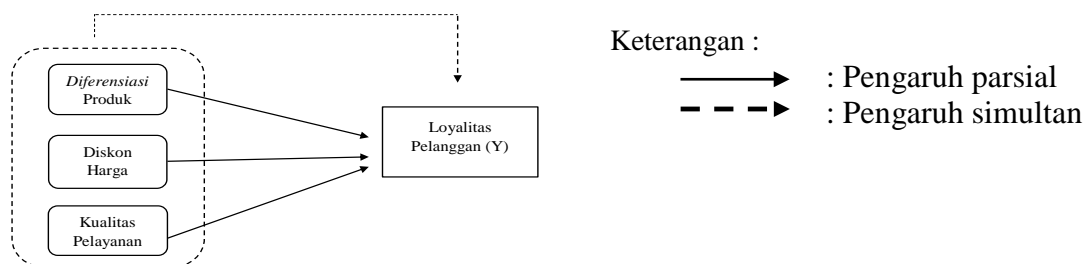 Diferensiasi
Produk
Diskon
Harga
Kualitas
Pelayanan
Loyalitas
Pelanggan (Y)
Keterangan :
: Pengaruh parsial
: Pengaruh simultan